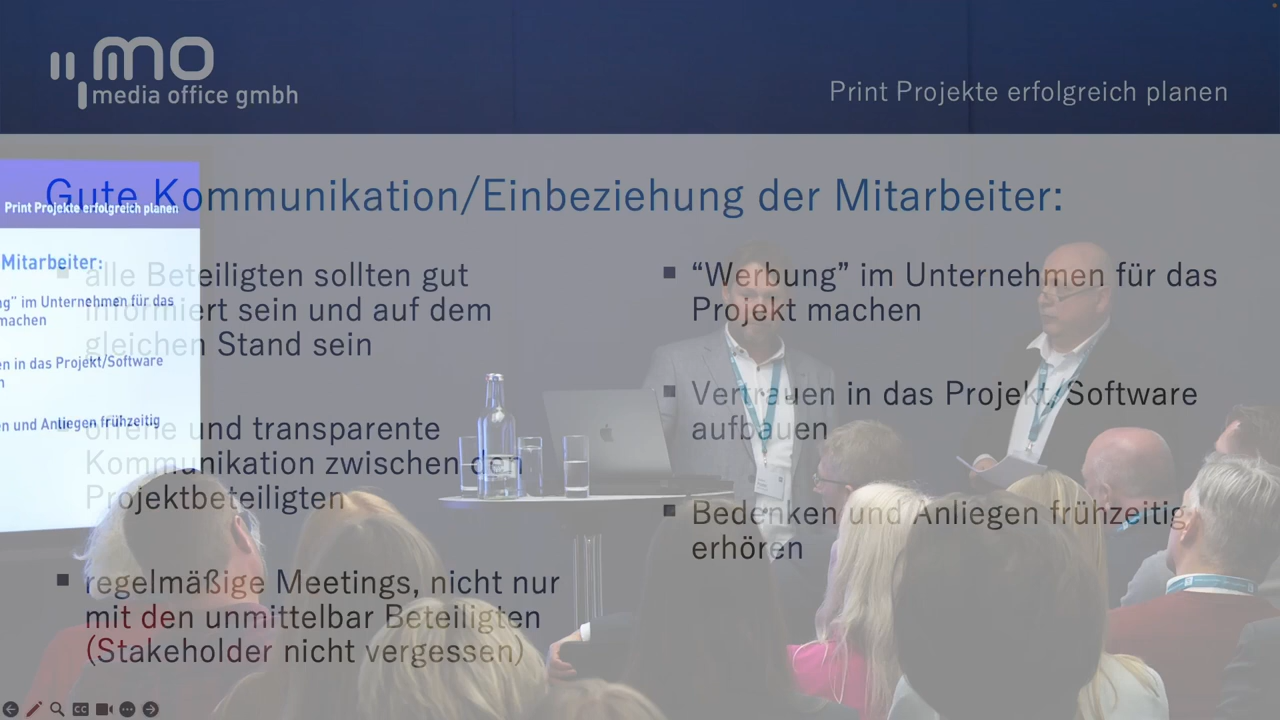 mo
media office gmbh
Print Projekte erfolgreich planen
Gute Kommunikation/Einbeziehung der Mitarbeiter:
alle Beteiligten sollten gut
informiert sein und auf dem
gleichen Stand sein
offene und transparente
Kommunikation zwischen den
Projektbeteiligten
regelmäßige Meetings, nicht nur
mit den unmittelbar Beteiligten
(Stakeholder nicht vergessen)
“Werbung” im Unternehmen für das
Projekt machen
Vertrauen in das Projekt/Software
aufbauen
Bedenken und Anliegen frühzeitig
erhören
Print Projekte erfolgreich planen
Mitarbeiter:
im Unternehmen für das
machen
in das Projekt/Software
und Anliegen frühzeitig
CC